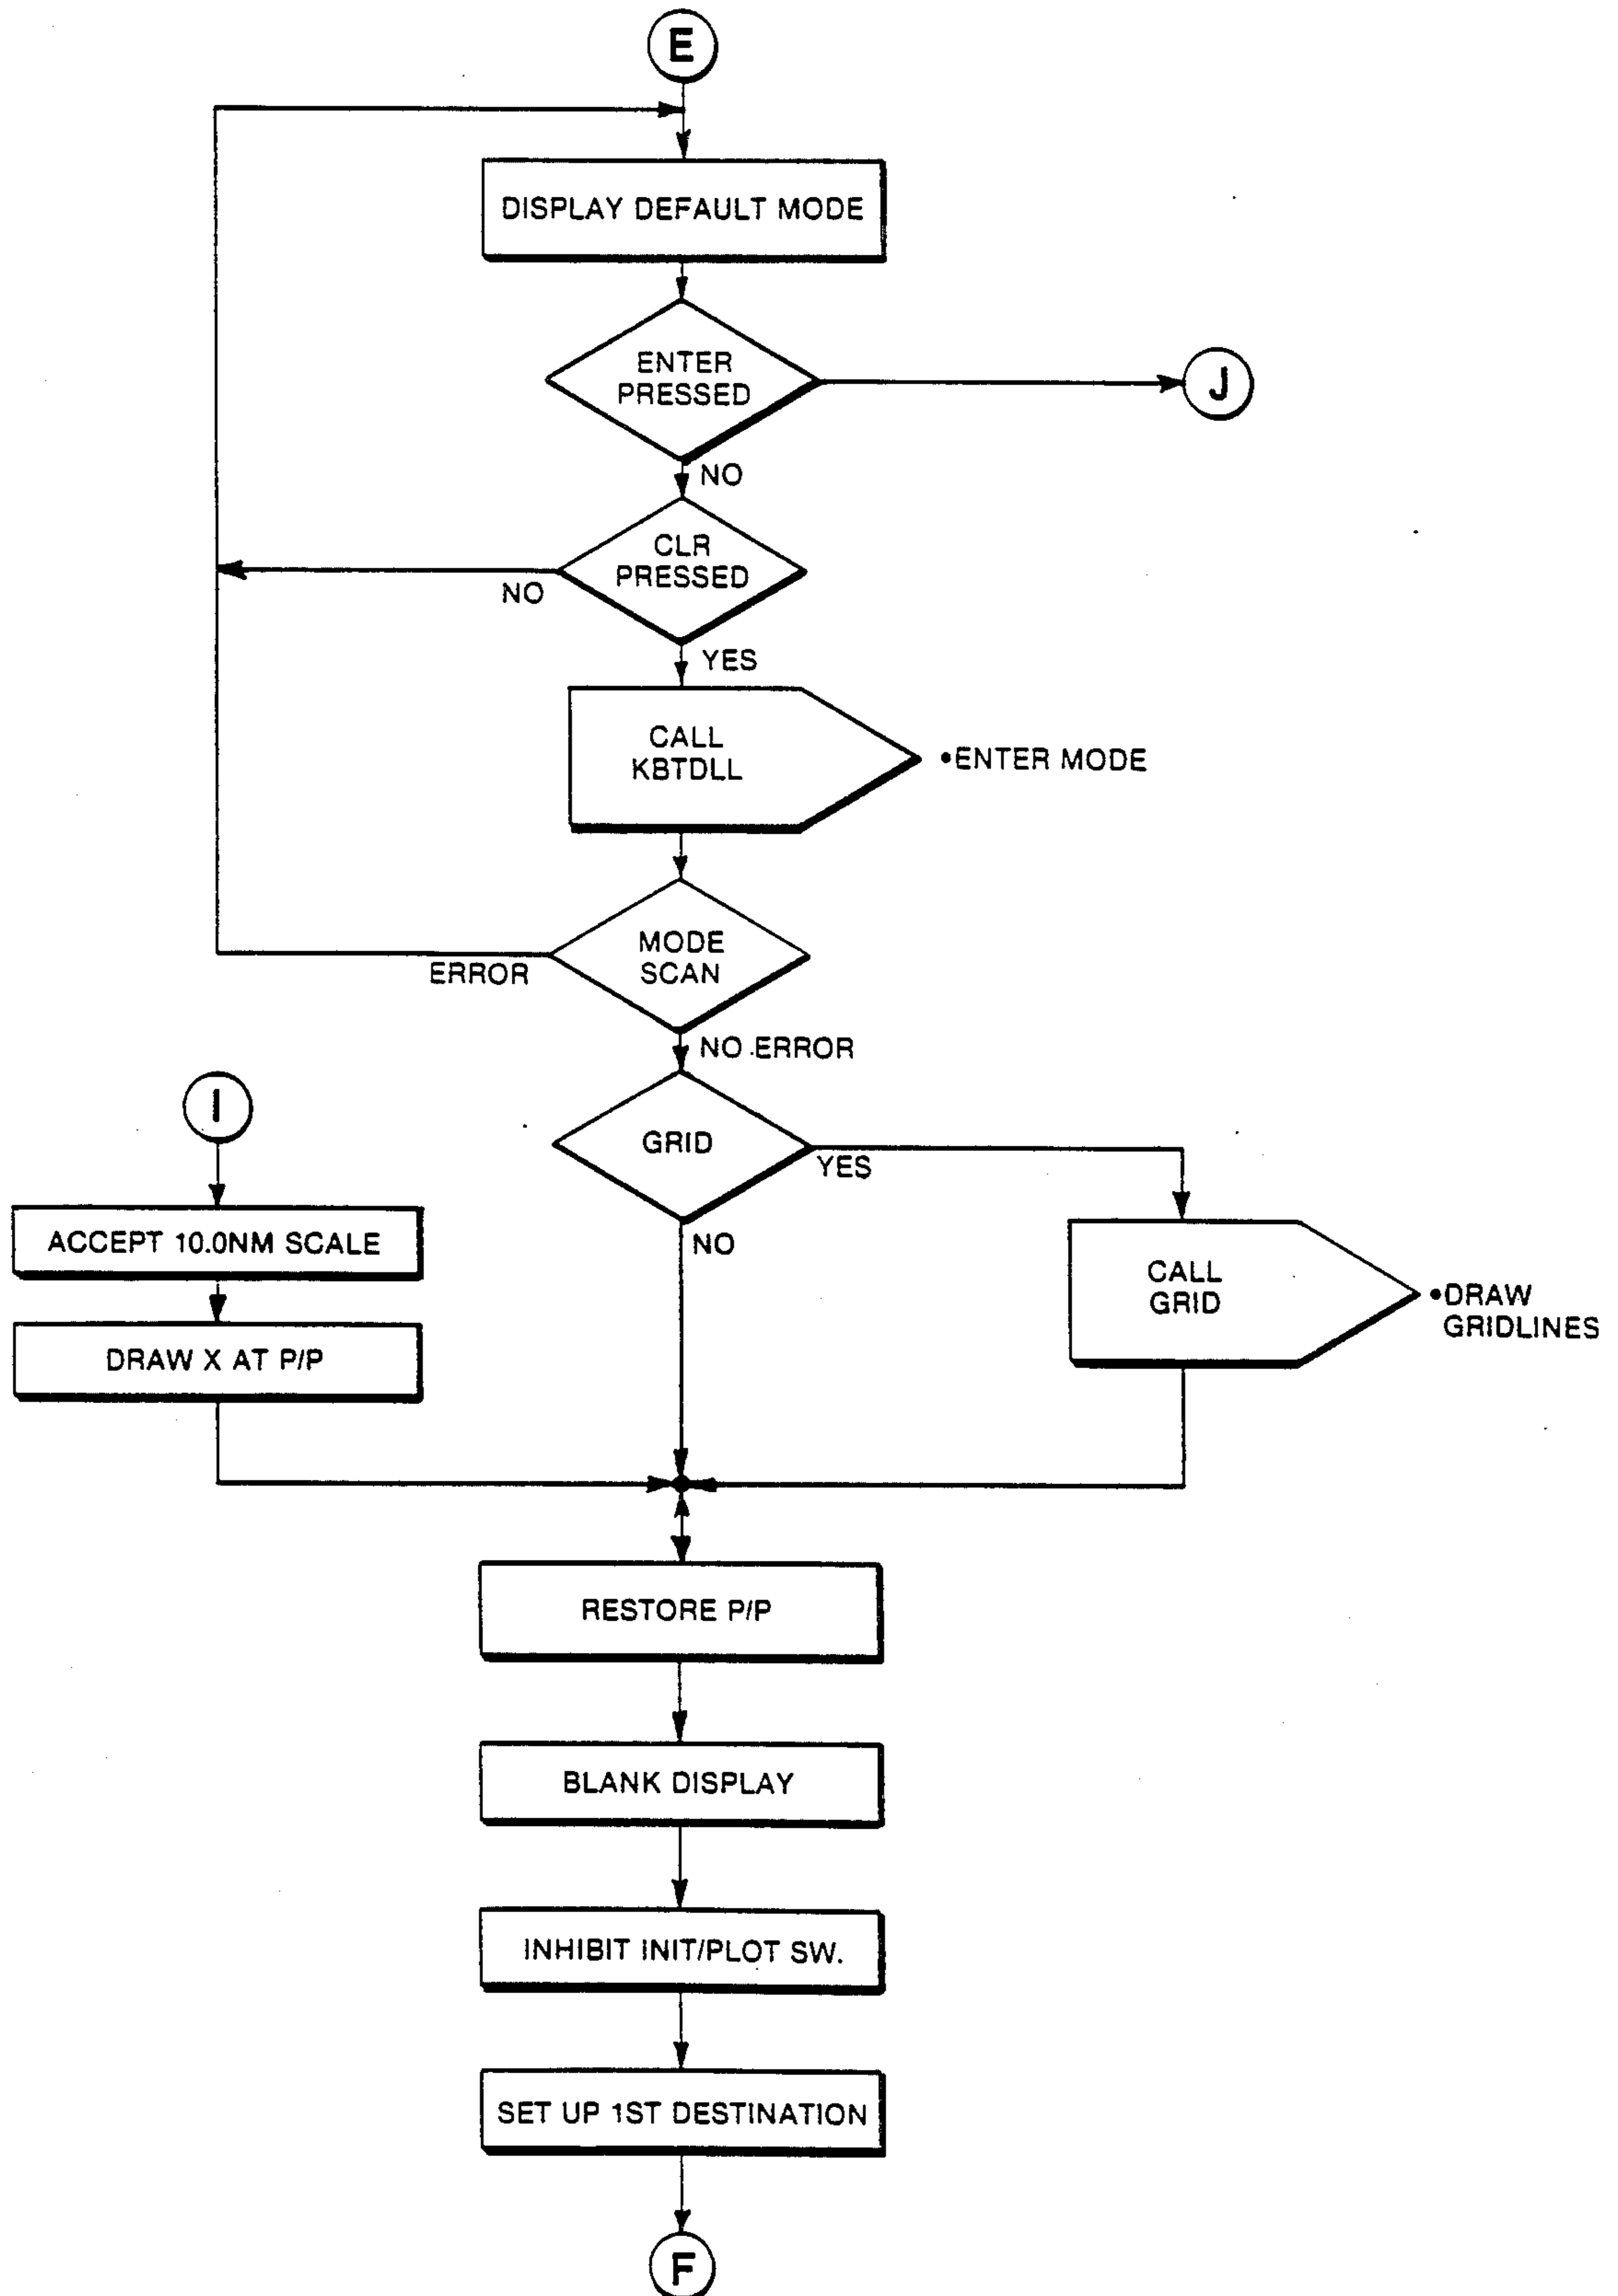 E
DISPLAY DEFAULT MODE
ENTER
PRESSED
J
NO
CLR
PRESSED
NO
YES
CALL
KBTDLL
•ENTER MODE
MODE
SCAN
ERROR
NO ERROR
I
GRID
YES
ACCEPT 10.0NM SCALE
NO
CALL
GRID
•DRAW
GRIDLINES
DRAW X AT P/P
RESTORE P/P
BLANK DISPLAY
INHIBIT INIT/PLOT SW.
SET UP 1ST DESTINATION
F